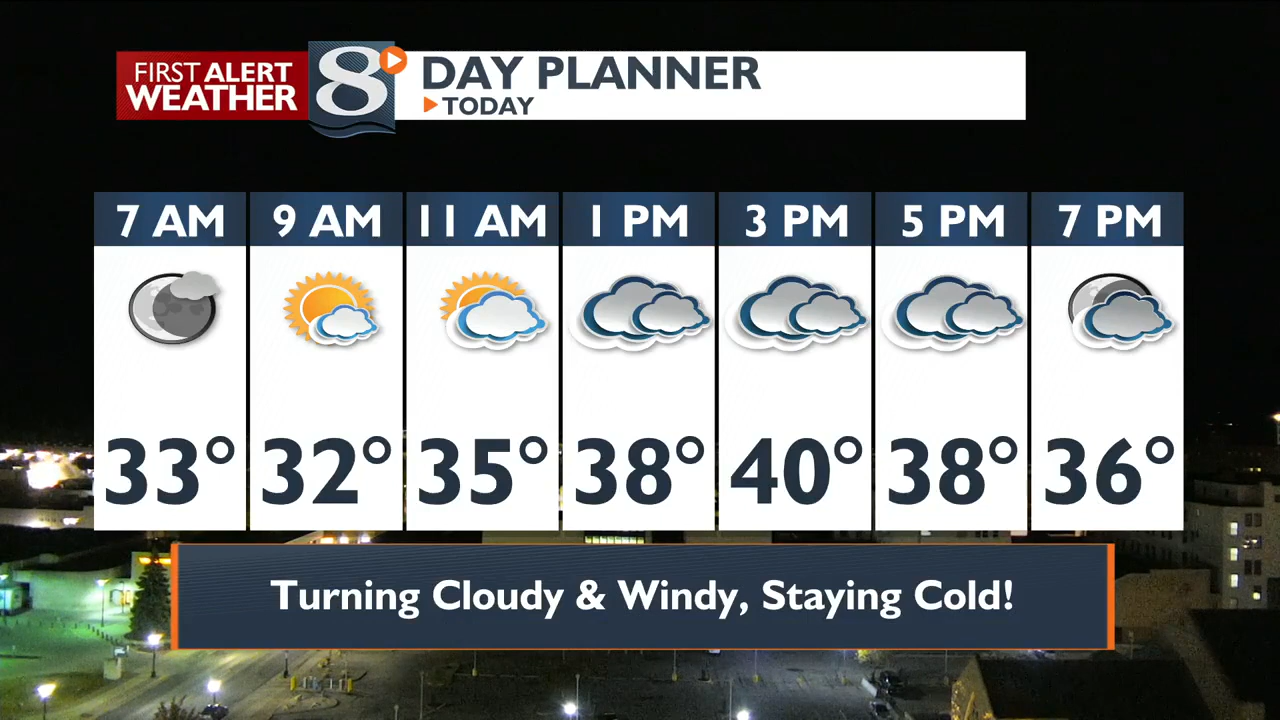 FIRST ALERT
WEATHER
8
DAY PLANNER
TODAY
7 AM 9 AM 11 AM 1 PM 3 PM 5 PM 7 PM
33° 32° 35° 38° 40° 38° 36°
Turning Cloudy & Windy, Staying Cold!